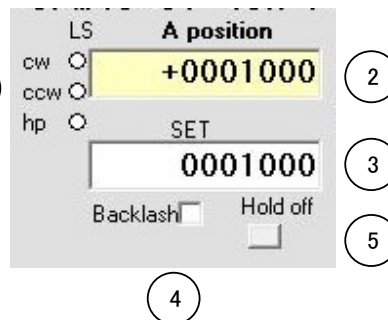 LS A position
cw +0001000 2
ccw
hp SET
0001000 3
Backlash Hold off
5
4